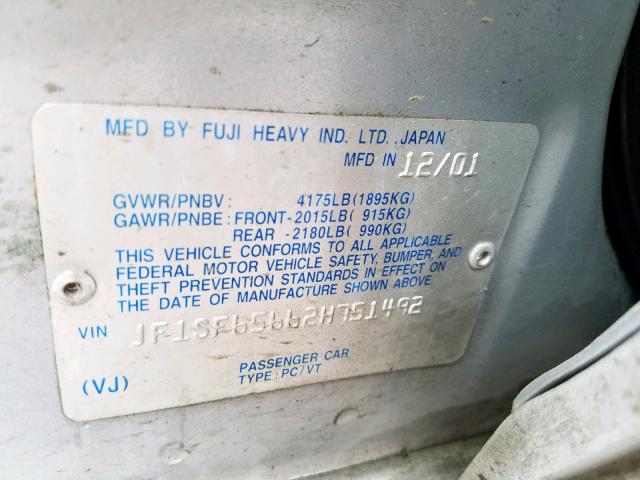 MFD BY FUJI HEAVY IND. LTD., JAPAN
MFD IN 12/01
GVWR/PNBV: 4175LB(1895KG)
GAWR/PNBE: FRONT-2015LB( 915KG)
REAR -2180LB( 990KG)
THIS VEHICLE CONFORMS TO ALL APPLICABLE
FEDERAL MOTOR VEHICLE SAFETY, BUMPER, AND
THEFT PREVENTION STANDARDS IN EFFECT ON
THE DATE OF MANUFACTURE SHOWN ABOVE.
VIN JF1SF65662H751492
PASSENGER CAR
(VJ) TYPE: PC/VT